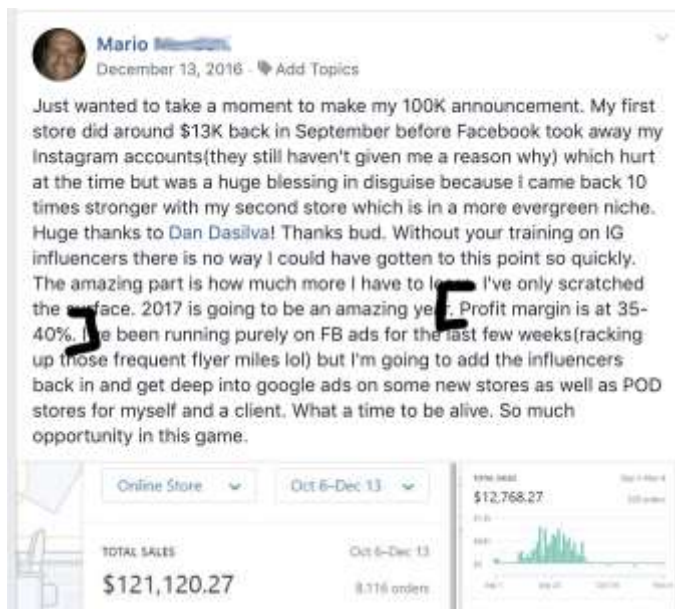 Mario
December 13, 2016 · Add Topics
Just wanted to take a moment to make my 100K announcement. My first
store did around $13K back in September before Facebook took away my
Instagram accounts(they still haven't given me a reason why) which hurt
at the time but was a huge blessing in disguise because I came back 10
times stronger with my second store which is in a more evergreen niche.
Huge thanks to Dan Dasilva! Thanks bud. Without your training on IG
influencers there is no way I could have gotten to this point so quickly.
The amazing part is how much more I have to learn. I've only scratched
the surface. 2017 is going to be an amazing year. Profit margin is at 35-
40%. I've been running purely on FB ads for the last few weeks(racking
up those frequent flyer miles lol) but I'm going to add the influencers
back in and get deep into google ads on some new stores as well as POD
stores for myself and a client. What a time to be alive. So much
opportunity in this game.
Online Store
Oct 6–Dec 13
TOTAL SALES
Oct 6–Dec 13
$121,120.27
8,116 orders
TOTAL SALES
$12,768.27